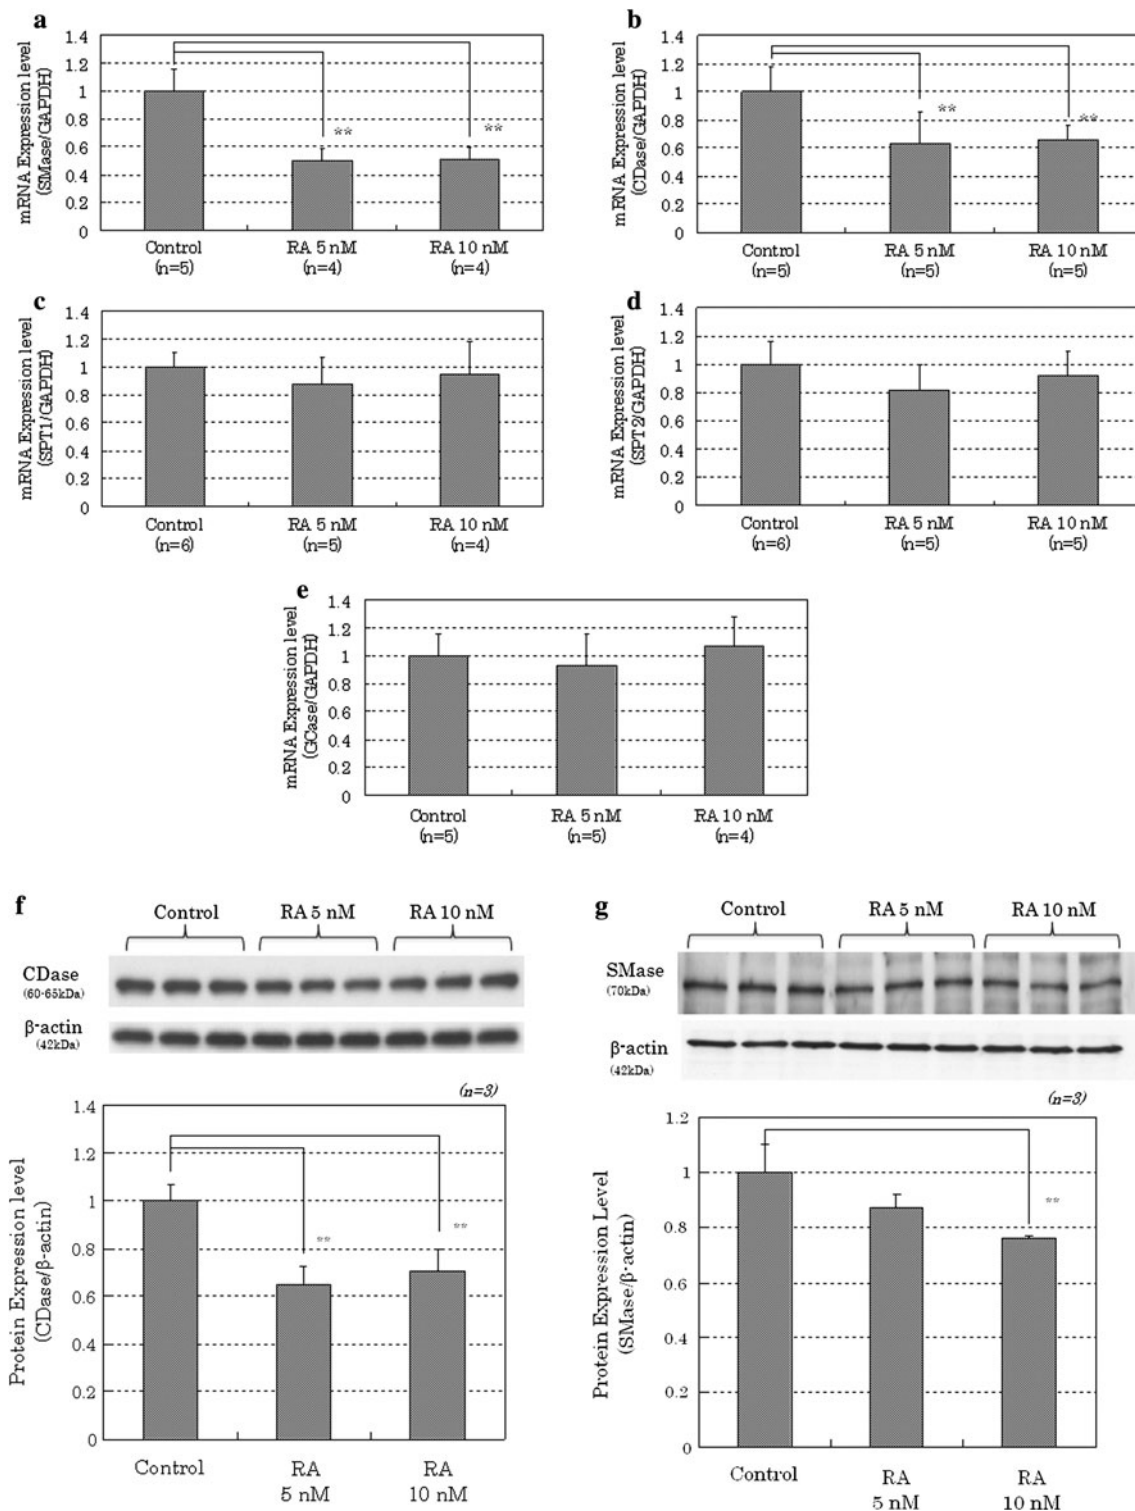 a
mRNA Expression level
(SMase/GAPDH)
1.4
1.2
1
0.8
0.6
0.4
0.2
0
**
**
Control
(n=5)
RA 5 nM
(n=4)
RA 10 nM
(n=4)
b
mRNA Expression level
(CDase/GAPDH)
1.4
1.2
1
0.8
0.6
0.4
0.2
0
**
**
Control
(n=5)
RA 5 nM
(n=5)
RA 10 nM
(n=5)
c
mRNA Expression level
(SPT1/GAPDH)
1.4
1.2
1
0.8
0.6
0.4
0.2
0
Control
(n=6)
RA 5 nM
(n=5)
RA 10 nM
(n=4)
d
mRNA Expression level
(SPT2/GAPDH)
1.4
1.2
1
0.8
0.6
0.4
0.2
0
Control
(n=6)
RA 5 nM
(n=5)
RA 10 nM
(n=5)
e
mRNA Expression level
(GCase/GAPDH)
1.4
1.2
1
0.8
0.6
0.4
0.2
0
Control
(n=5)
RA 5 nM
(n=5)
RA 10 nM
(n=4)
f
Control
RA 5 nM
RA 10 nM
CDase
(60-65kDa)
β-actin
(42kDa)
(n=3)
Protein Expression level
(CDase/β-actin)
1.4
1.2
1
0.8
0.6
0.4
0.2
0
**
**
Control
RA
5 nM
RA
10 nM
g
Control
RA 5 nM
RA 10 nM
SMase
(70kDa)
β-actin
(42kDa)
(n=3)
Protein Expression Level
(SMase/β-actin)
1.2
1
0.8
0.6
0.4
0.2
0
**
Control
RA
5 nM
RA
10 nM